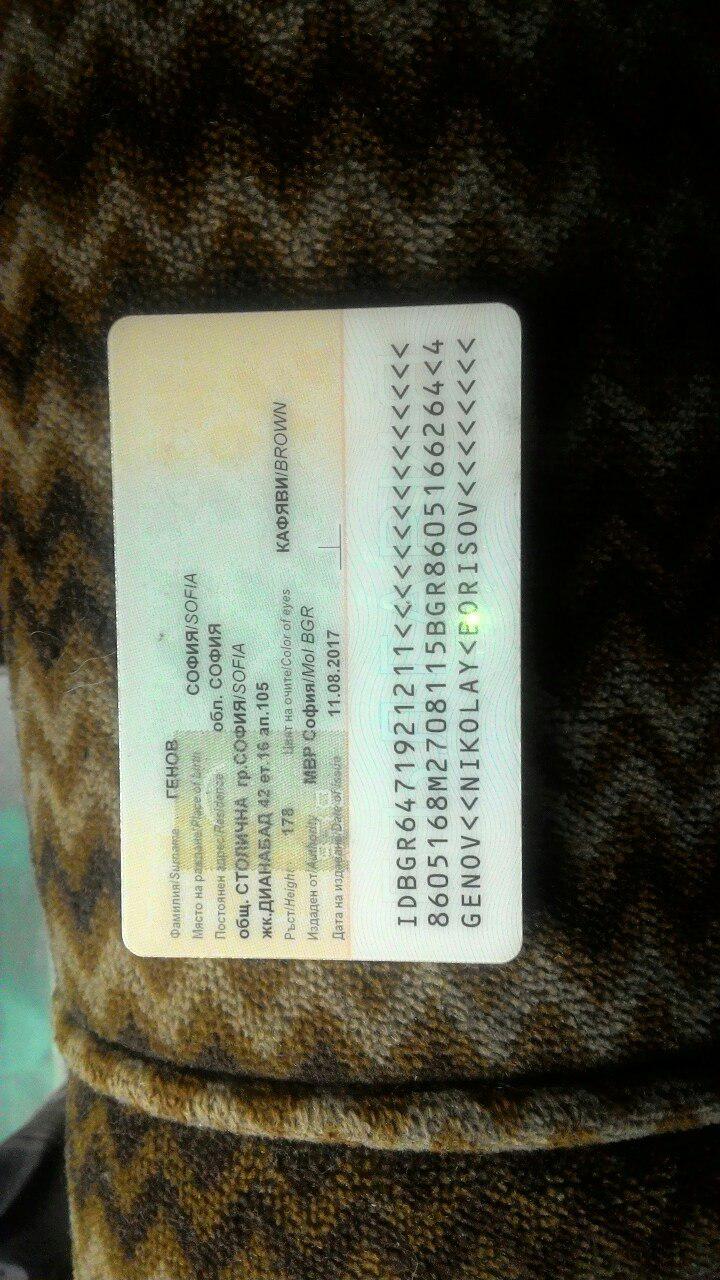 Фамилия/Surname ГЕНОВ
Място на раждане/Place of birth СОФИЯ/SOFIA
Постоянен адрес/Residence обл. СОФИЯ
общ. СТОЛИЧНА гр.СОФИЯ/SOFIA
жк.ДИАНАБАД 42 ет.16 ап.105
Ръст/Height 178 Цвят на очите/Color of eyes КАФЯВИ/BROWN
Издаден от/Authority МВР София/MoI BGR
Дата на издаване/Date of issue 11.08.2017
IDBGR6471921211<<<<<<<<<<<<<<<
8605168M2708115BGR8605166264<4
GENOV<<NIKOLAY<BORISOV<<<<<<<<